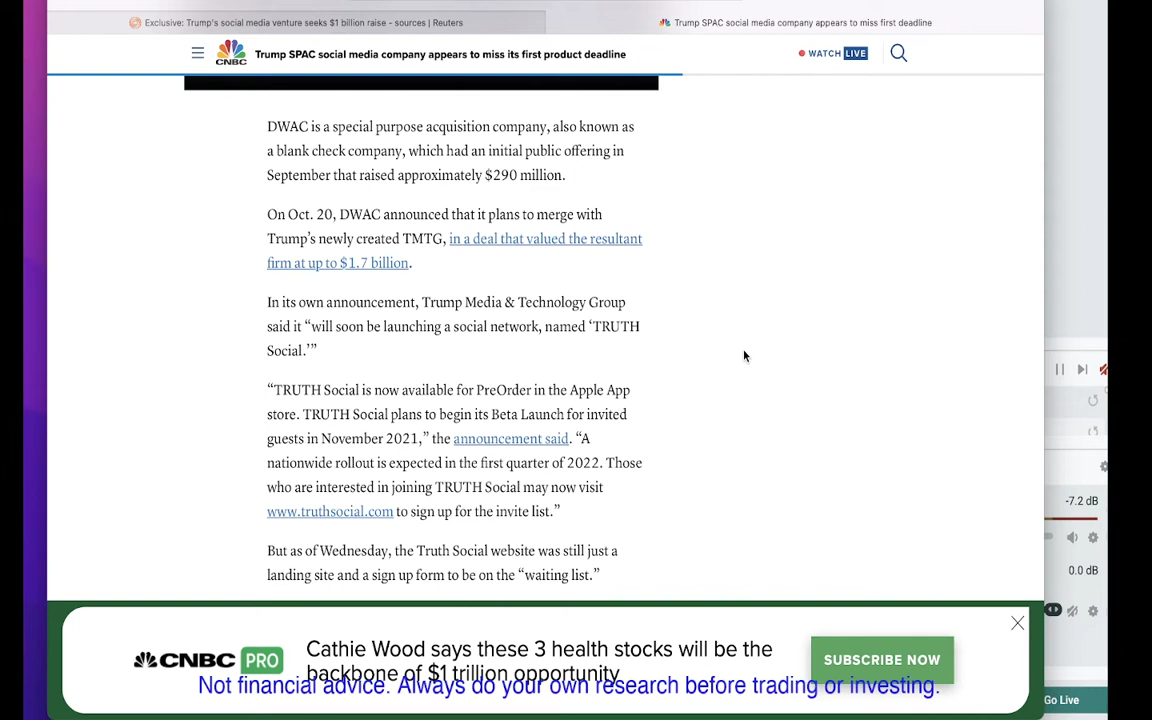 Exclusive: Trump's social media venture seeks $1 billion raise - sources | Reuters
Trump SPAC social media company appears to miss first deadline
CNBC
Trump SPAC social media company appears to miss its first product deadline
WATCH LIVE
DWAC is a special purpose acquisition company, also known as
a blank check company, which had an initial public offering in
September that raised approximately $290 million.
On Oct. 20, DWAC announced that it plans to merge with
Trump’s newly created TMTG, in a deal that valued the resultant
firm at up to $1.7 billion.
In its own announcement, Trump Media & Technology Group
said it “will soon be launching a social network, named ‘TRUTH
Social.’”
“TRUTH Social is now available for PreOrder in the Apple App
store. TRUTH Social plans to begin its Beta Launch for invited
guests in November 2021,” the announcement said. “A
nationwide rollout is expected in the first quarter of 2022. Those
who are interested in joining TRUTH Social may now visit
www.truthsocial.com to sign up for the invite list.”
But as of Wednesday, the Truth Social website was still just a
landing site and a sign up form to be on the “waiting list.”
-7.2 dB
0.0 dB
CNBC PRO
Cathie Wood says these 3 health stocks will be the
backbone of $1 trillion opportunity
SUBSCRIBE NOW
Not financial advice. Always do your own research before trading or investing.
Go Live